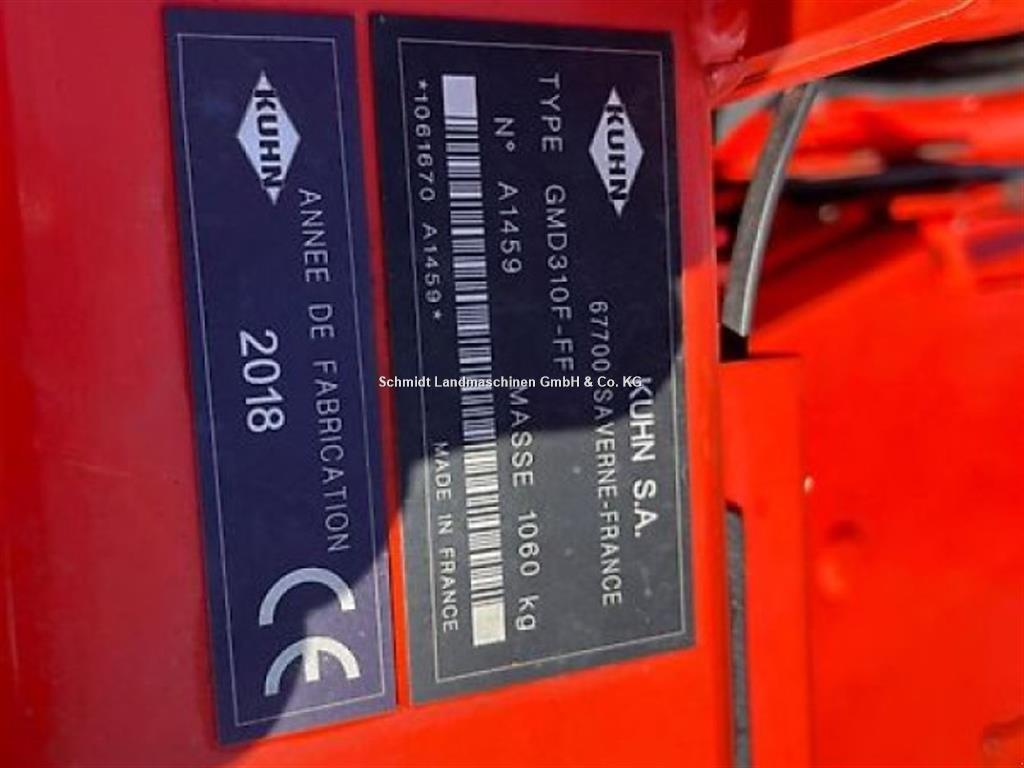 KUHN
KUHN S.A.
67700 SAVERNE-FRANCE
TYPE GMD310F-FF
N° A1459 MASSE 1060 kg
*1061670 A1459*
MADE IN FRANCE
KUHN
ANNEE DE FABRICATION
2018
CE
Schmidt Landmaschinen GmbH & Co. KG